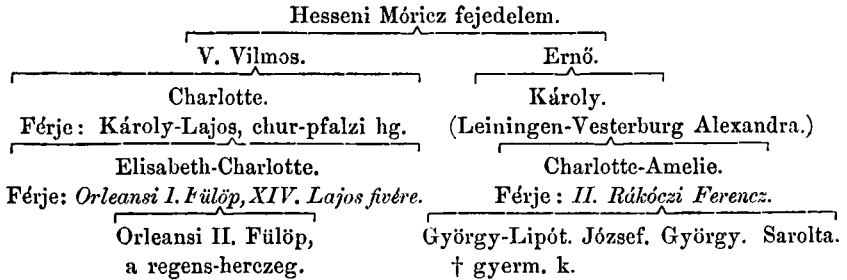 Hesseni Móricz fejedelem.
V. Vilmos. Ernő.
Charlotte. Károly.
Férje: Károly-Lajos, chur-pfalzi hg. (Leiningen-Vesterburg Alexandra.)
Elisabeth-Charlotte. Charlotte-Amelie.
Férje: Orleansi I. Fülöp, XIV. Lajos fivére. Férje: II. Rákóczi Ferencz.
Orleansi II. Fülöp, György-Lipót. József. György. Sarolta.
a regens-herczeg. † gyerm. k.